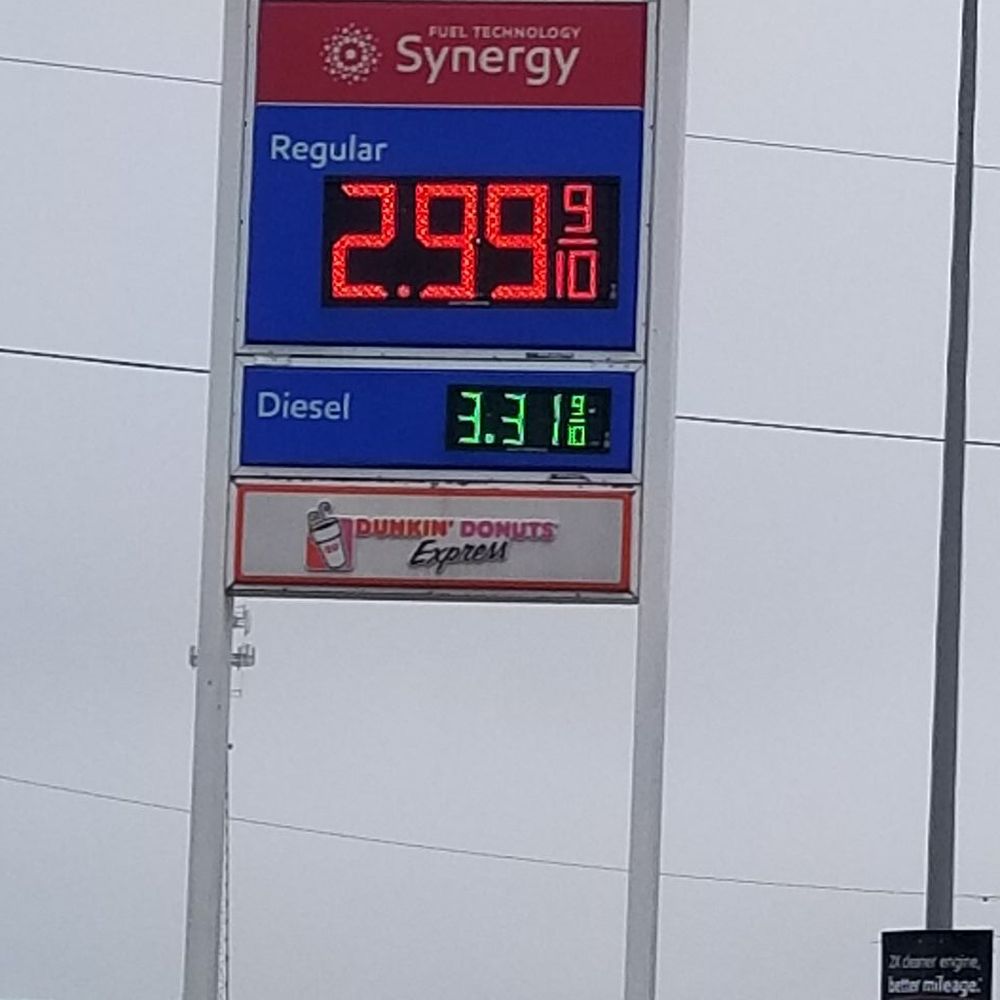 FUEL TECHNOLOGY
Synergy
Regular
2.99 9/10
Diesel
3.31 9/10
DUNKIN' DONUTS
Express
2X cleaner engine,
better mileage.*